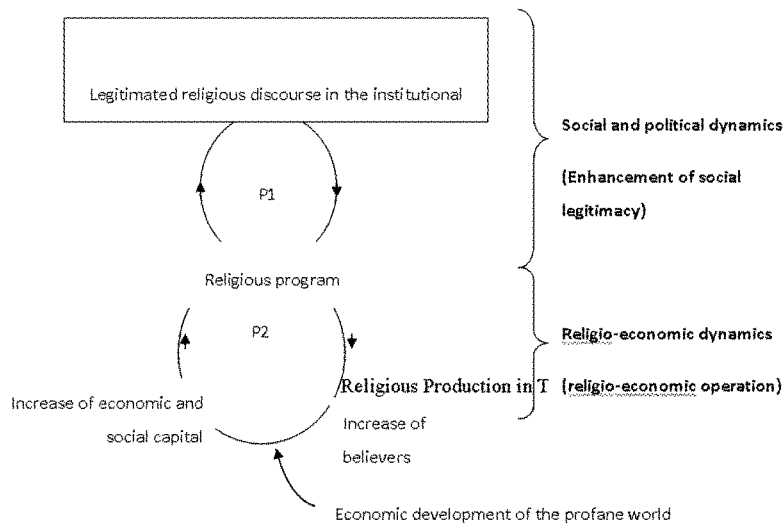 Legitimated religious discourse in the institutional
Social and political dynamics
(Enhancement of social
legitimacy)
P1
Religious program
P2
Religio-economic dynamics
Religious Production in T
(religio-economic operation)
Increase of economic and
social capital
Increase of
believers
Economic development of the profane world